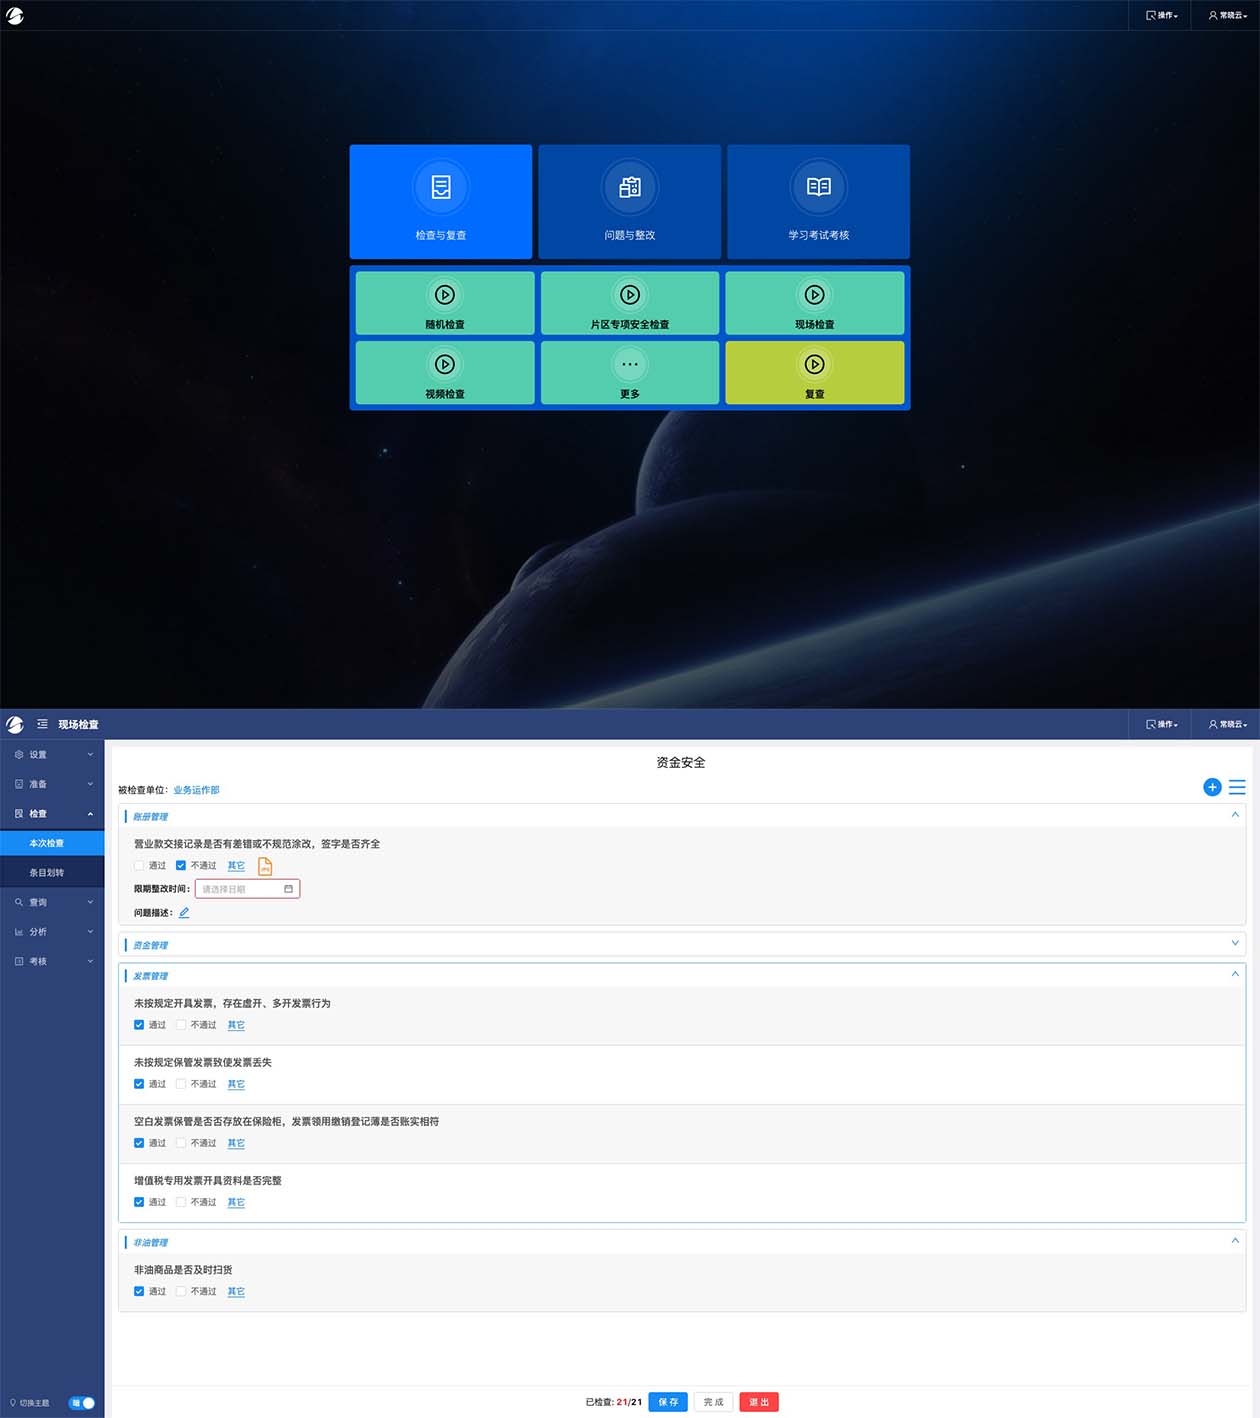 操作
常晓云
检查与复查
问题与整改
学习考试考核
随机检查
片区专项安全检查
现场检查
视频检查
更多
复查
现场检查
操作
常晓云
设置
准备
检查
本次检查
条目划转
查询
分析
考核
切换主题
暗
资金安全
被检查单位: 业务运作部
账册管理
营业款交接记录是否有差错或不规范涂改，签字是否齐全
通过 不通过 其它 JPG
限期整改时间: 请选择日期
问题描述:
资金管理
发票管理
未按规定开具发票，存在虚开、多开发票行为
通过 不通过 其它
未按规定保管发票致使发票丢失
通过 不通过 其它
空白发票保管是否否存放在保险柜，发票领用缴销登记薄是否账实相符
通过 不通过 其它
增值税专用发票开具资料是否完整
通过 不通过 其它
非油管理
非油商品是否及时扫货
通过 不通过 其它
已检查: 21/21 保存 完成 退出